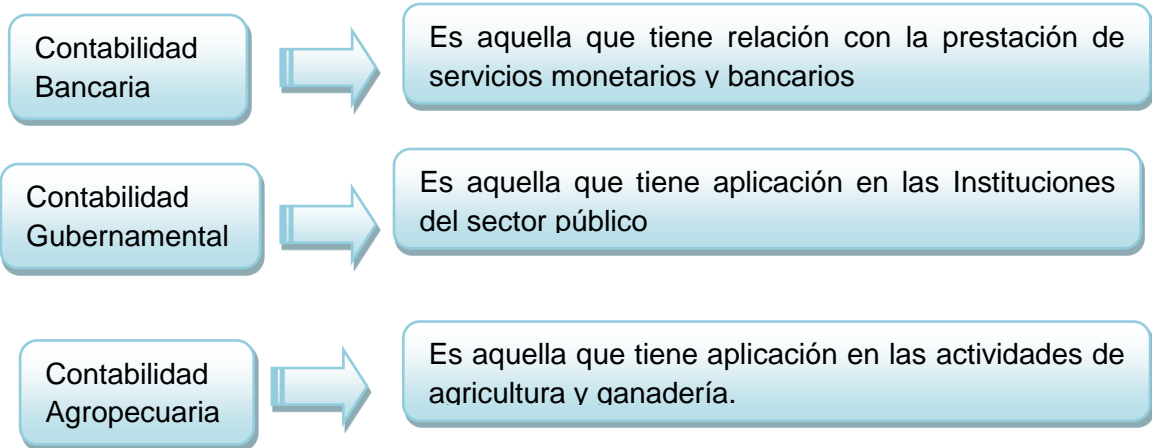 Contabilidad
Bancaria
Es aquella que tiene relación con la prestación de
servicios monetarios y bancarios
Contabilidad
Gubernamental
Es aquella que tiene aplicación en las Instituciones
del sector público
Contabilidad
Agropecuaria
Es aquella que tiene aplicación en las actividades de
agricultura y ganadería.